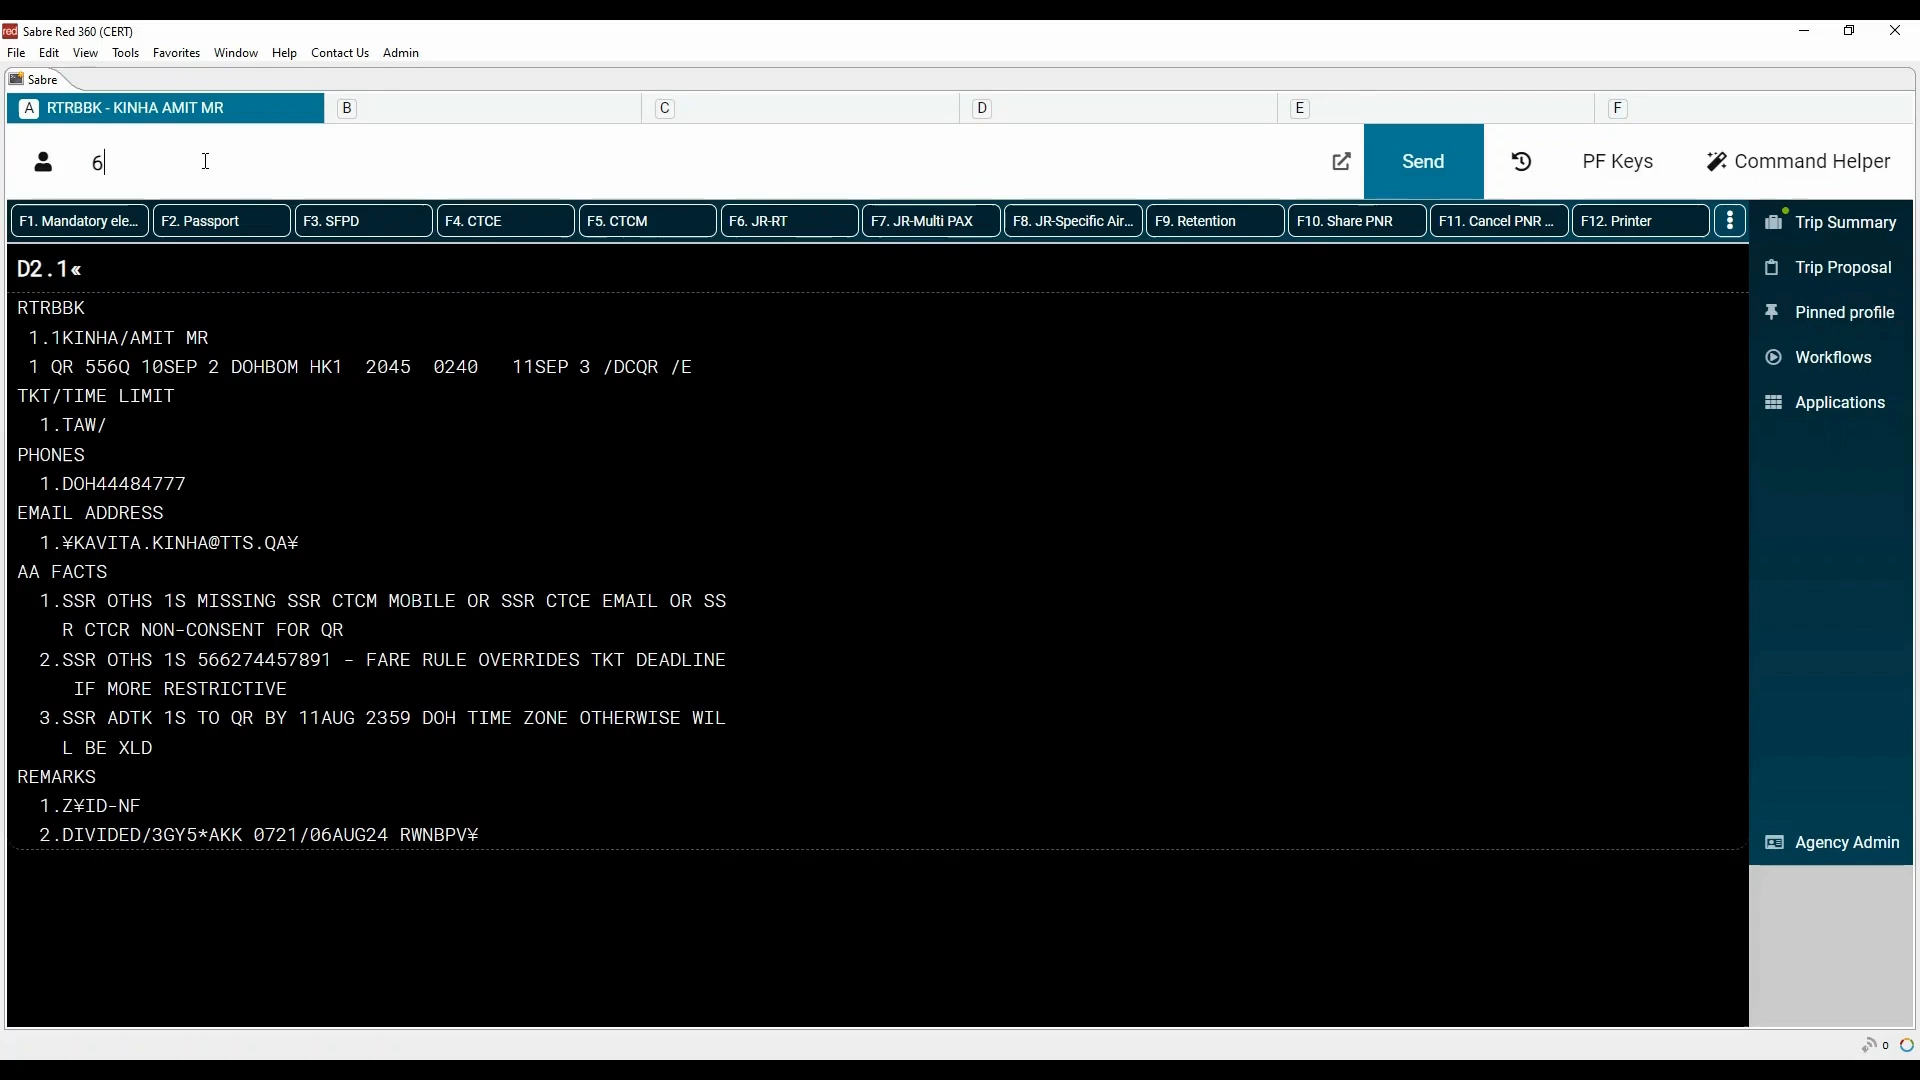 red Sabre Red 360 (CERT)
File Edit View Tools Favorites Window Help Contact Us Admin
Sabre
A RTRBBK - KINHA AMIT MR B C D E F
6 Send PF Keys Command Helper
F1. Mandatory ele... F2. Passport F3. SFPD F4. CTCE F5. CTCM F6. JR-RT F7. JR-Multi PAX F8. JR-Specific Air... F9. Retention F10. Share PNR F11. Cancel PNR ... F12. Printer
Trip Summary
Trip Proposal
Pinned profile
Workflows
Applications
Agency Admin
D2.1«
RTRBBK
1.1KINHA/AMIT MR
1 QR 556Q 10SEP 2 DOHBOM HK1 2045 0240 11SEP 3 /DCQR /E
TKT/TIME LIMIT
1.TAW/
PHONES
1.DOH44484777
EMAIL ADDRESS
1.¥KAVITA.KINHA@TTS.QA¥
AA FACTS
1.SSR OTHS 1S MISSING SSR CTCM MOBILE OR SSR CTCE EMAIL OR SS
R CTCR NON-CONSENT FOR QR
2.SSR OTHS 1S 566274457891 - FARE RULE OVERRIDES TKT DEADLINE
IF MORE RESTRICTIVE
3.SSR ADTK 1S TO QR BY 11AUG 2359 DOH TIME ZONE OTHERWISE WIL
L BE XLD
REMARKS
1.Z¥ID-NF
2.DIVIDED/3GY5*AKK 0721/06AUG24 RWNBPV¥
0